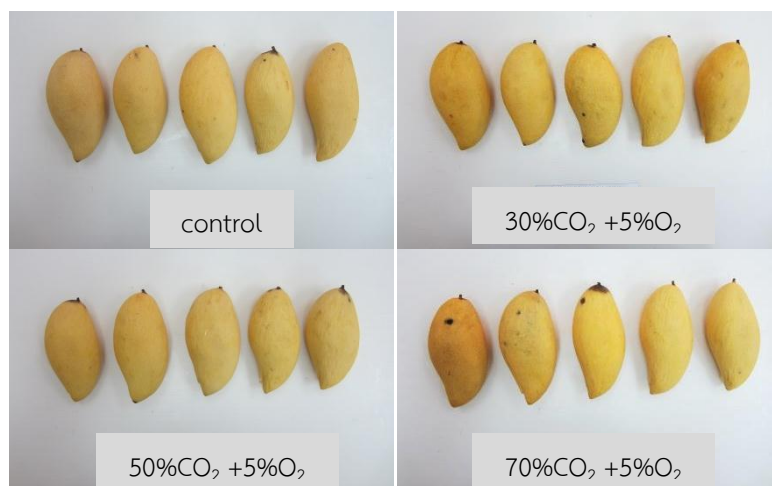 control
30%CO₂ +5%O₂
50%CO₂ +5%O₂
70%CO₂ +5%O₂